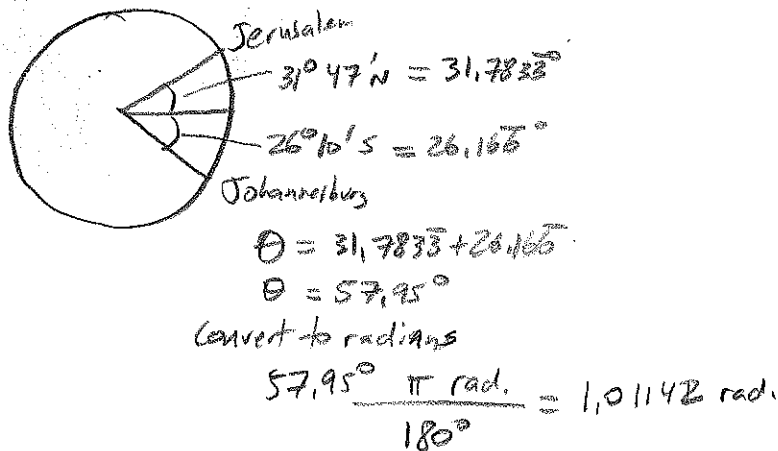 Jerusalem
31° 47' N = 31,7833̅°
26° 10' S = 26,166̅°
Johannesburg
θ = 31,7833̅ + 26,166̅
θ = 57,95°
Convert to radians
57,95° π rad. / 180° = 1,01142 rad.